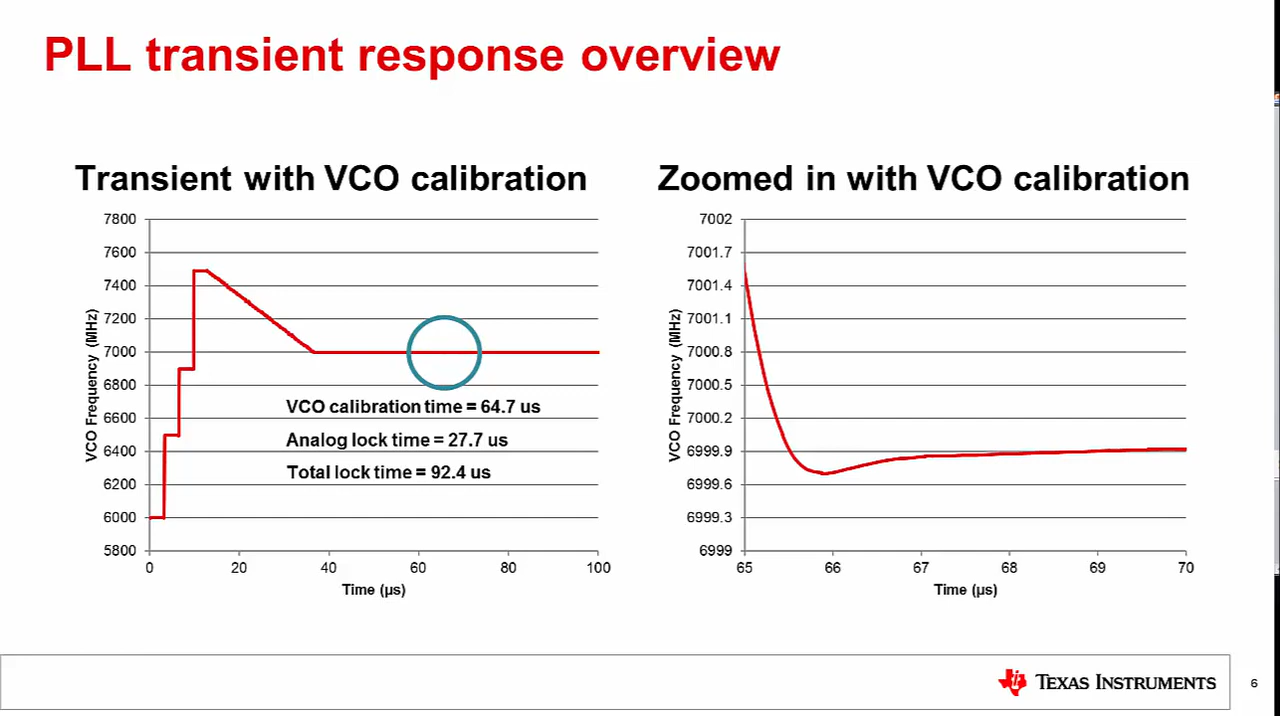 PLL transient response overview
Transient with VCO calibration
7800
7600
7400
7200
7000
6800
6600
6400
6200
6000
5800
VCO Frequency (MHz)
VCO calibration time = 64.7 us
Analog lock time = 27.7 us
Total lock time = 92.4 us
0 20 40 60 80 100
Time (µs)
Zoomed in with VCO calibration
7002
7001.7
7001.4
7001.1
7000.8
7000.5
7000.2
6999.9
6999.6
6999.3
6999
VCO Frequency (MHz)
65 66 67 68 69 70
Time (µs)
TEXAS INSTRUMENTS
6